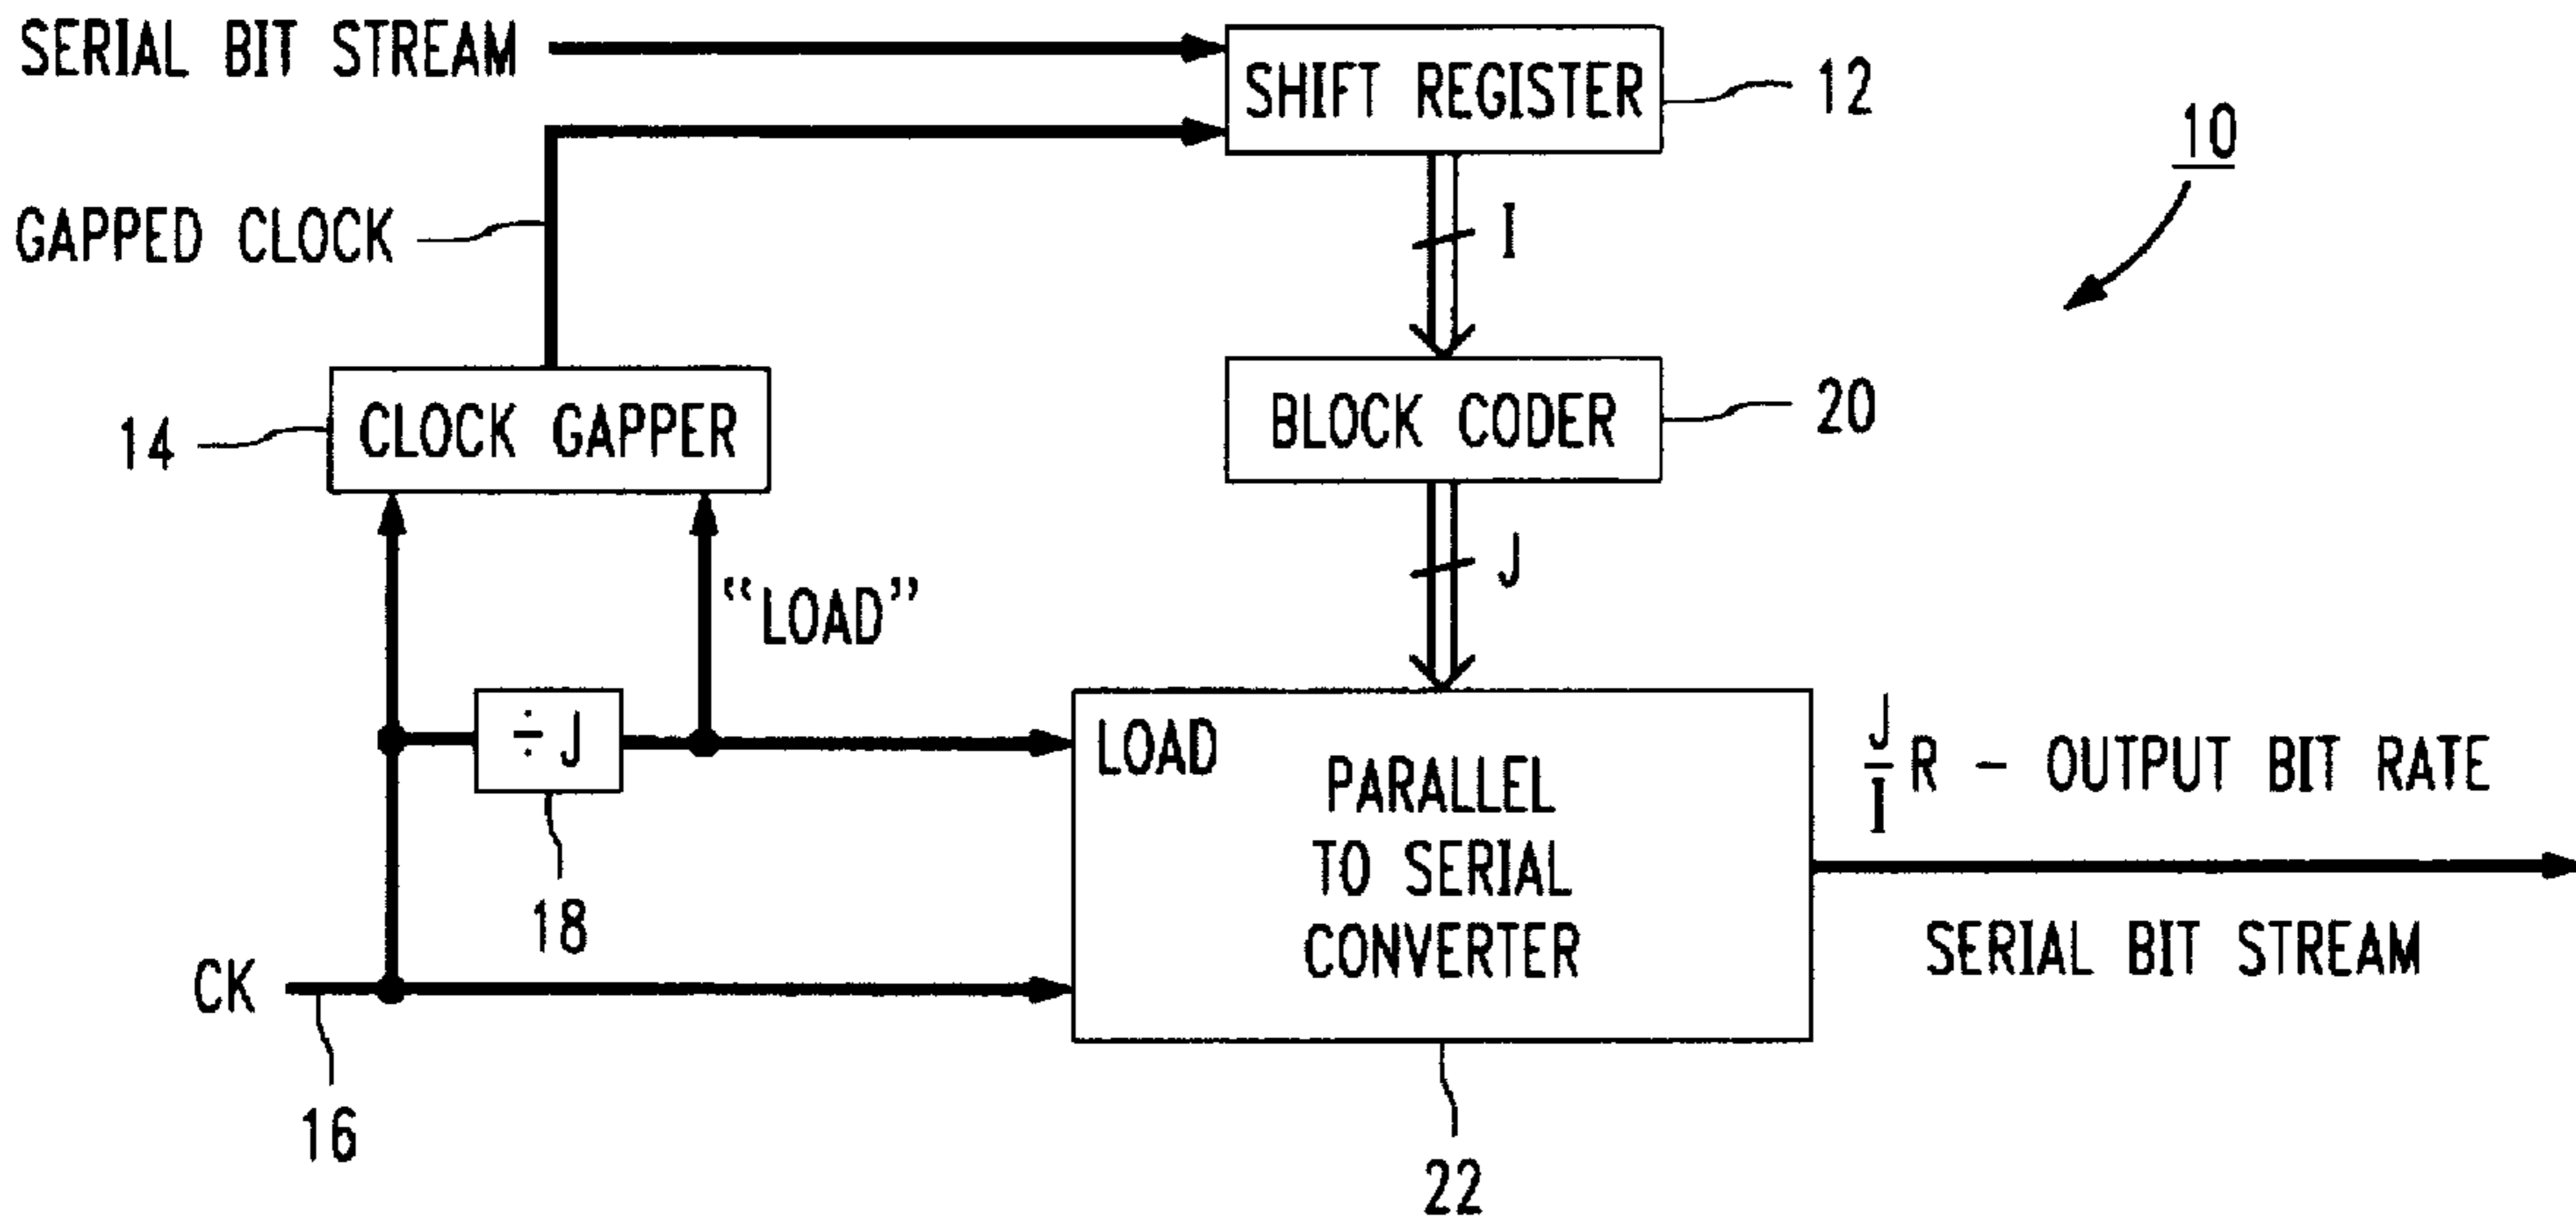 SERIAL BIT STREAM
SHIFT REGISTER
12
10
GAPPED CLOCK
I
14
CLOCK GAPPER
BLOCK CODER
20
"LOAD"
J
÷ J
18
LOAD
PARALLEL
TO SERIAL
CONVERTER
J/I R - OUTPUT BIT RATE
SERIAL BIT STREAM
CK
16
22